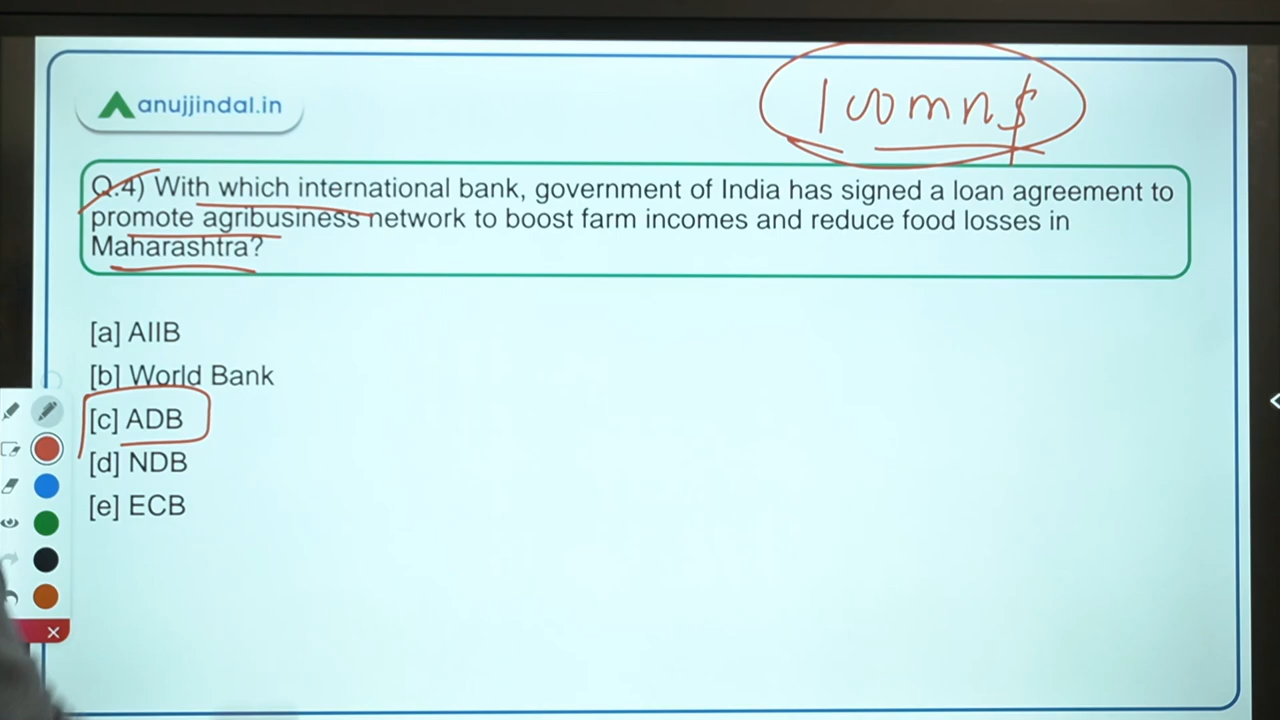 anujjindal.in
100mn$
Q.4) With which international bank, government of India has signed a loan agreement to
promote agribusiness network to boost farm incomes and reduce food losses in
Maharashtra?
[a] AIIB
[b] World Bank
[c] ADB
[d] NDB
[e] ECB